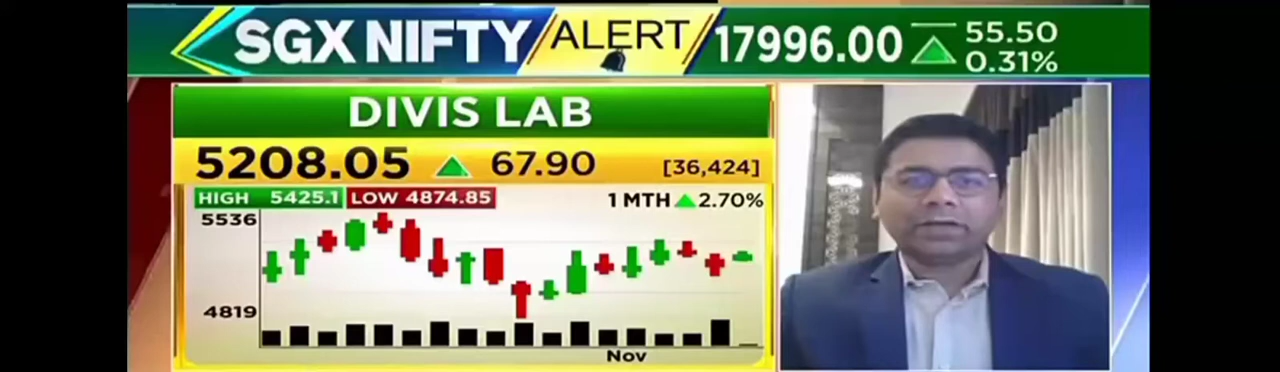 SGX NIFTY ALERT 17996.00 55.50
0.31%
DIVIS LAB
5208.05 67.90 [36,424]
HIGH 5425.1 LOW 4874.85 1 MTH 2.70%
5536
4819
Nov